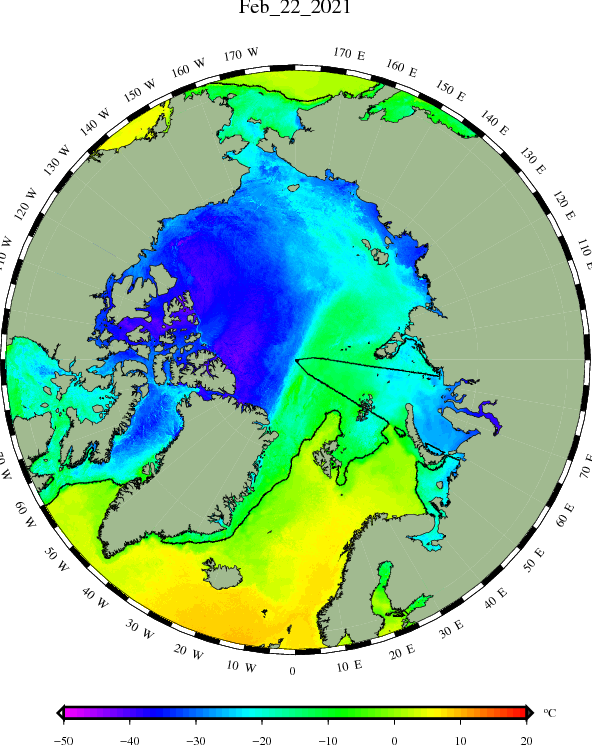 Feb_22_2021
170 W
170 E
160 W
160 E
150 W
150 E
140 W
140 E
130 W
130 E
120 W
120 E
110 E
70 E
60 W
60 E
50 W
50 E
40 W
40 E
30 W
30 E
20 W
20 E
10 W
10 E
0
°C
−50 −40 −30 −20 −10 0 10 20